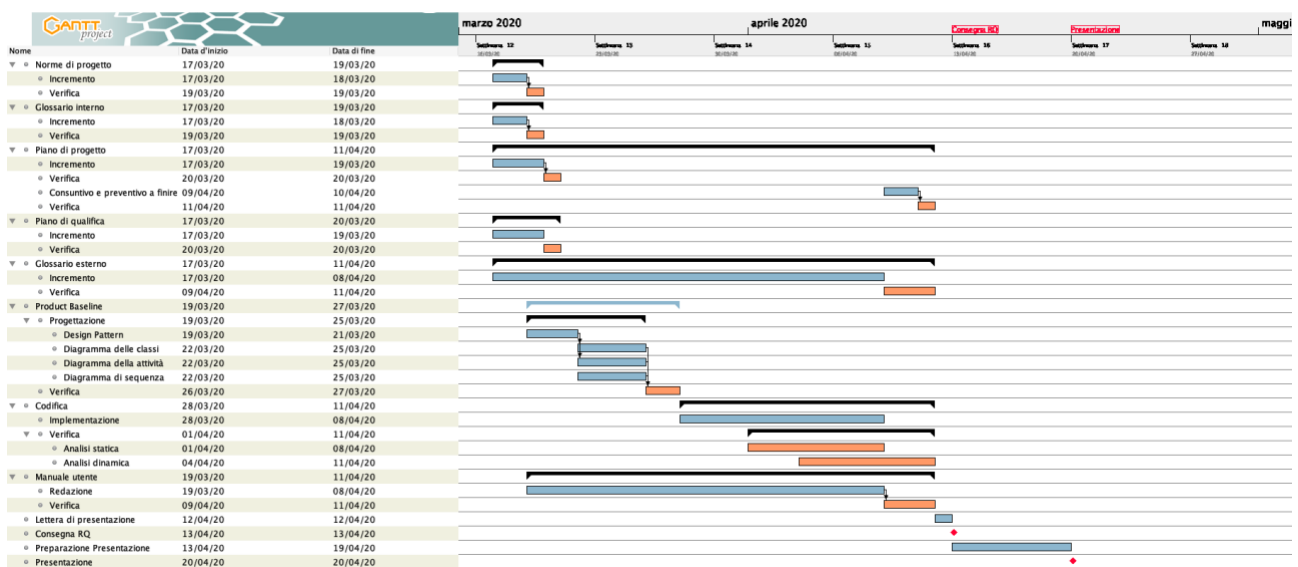 GANTT project
marzo 2020
aprile 2020
maggi
Consegna RQ
Presentazione
Settimana 12
Settimana 13
Settimana 14
Settimana 15
Settimana 16
Settimana 17
Settimana 18
Nome Data d'inizio Data di fine
Norme di progetto 17/03/20 19/03/20
Incremento 17/03/20 18/03/20
Verifica 19/03/20 19/03/20
Glossario interno 17/03/20 19/03/20
Incremento 17/03/20 18/03/20
Verifica 19/03/20 19/03/20
Piano di progetto 17/03/20 11/04/20
Incremento 17/03/20 19/03/20
Verifica 20/03/20 20/03/20
Consuntivo e preventivo a finire 09/04/20 10/04/20
Verifica 11/04/20 11/04/20
Piano di qualifica 17/03/20 20/03/20
Incremento 17/03/20 19/03/20
Verifica 20/03/20 20/03/20
Glossario esterno 17/03/20 11/04/20
Incremento 17/03/20 08/04/20
Verifica 09/04/20 11/04/20
Product Baseline 19/03/20 27/03/20
Progettazione 19/03/20 25/03/20
Design Pattern 19/03/20 21/03/20
Diagramma delle classi 22/03/20 25/03/20
Diagramma della attività 22/03/20 25/03/20
Diagramma di sequenza 22/03/20 25/03/20
Verifica 26/03/20 27/03/20
Codifica 28/03/20 11/04/20
Implementazione 28/03/20 08/04/20
Verifica 01/04/20 11/04/20
Analisi statica 01/04/20 08/04/20
Analisi dinamica 04/04/20 11/04/20
Manuale utente 19/03/20 11/04/20
Redazione 19/03/20 08/04/20
Verifica 09/04/20 11/04/20
Lettera di presentazione 12/04/20 12/04/20
Consegna RQ 13/04/20 13/04/20
Preparazione Presentazione 13/04/20 19/04/20
Presentazione 20/04/20 20/04/20